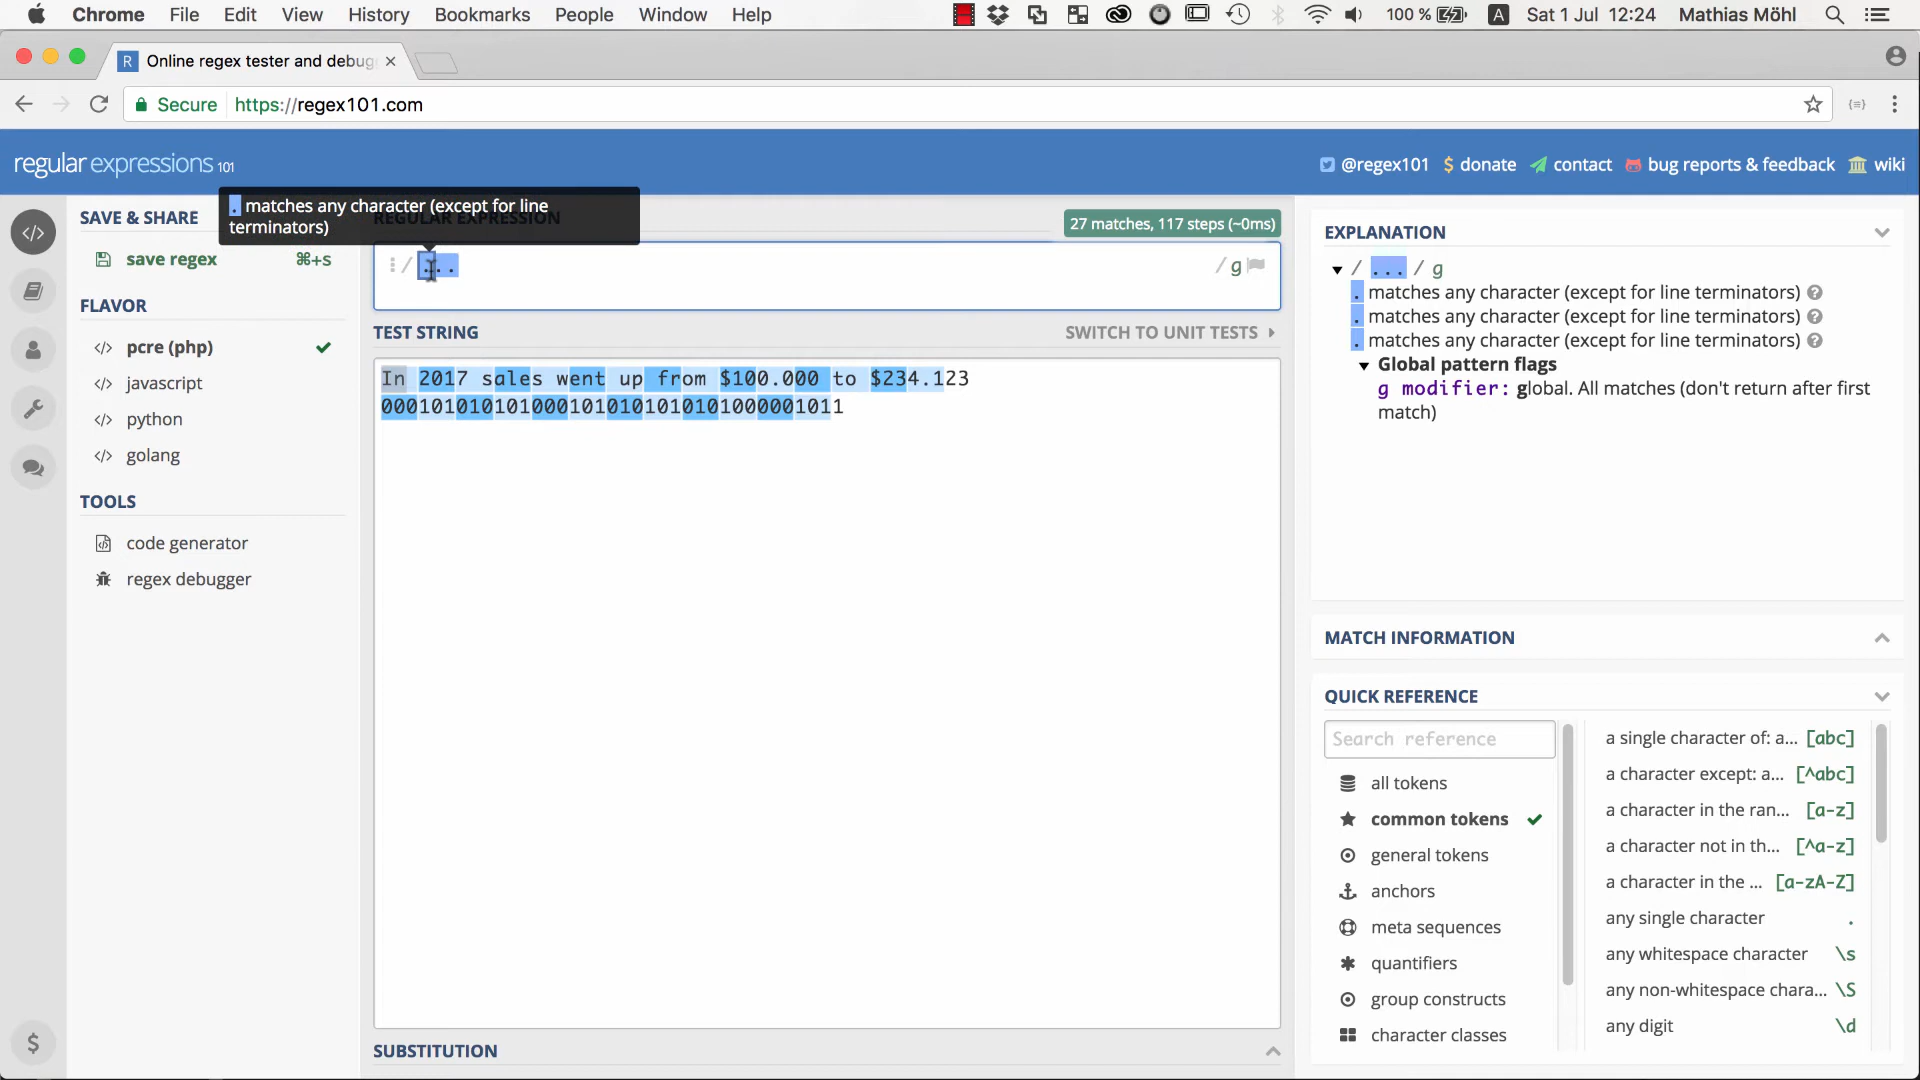 Chrome File Edit View History Bookmarks People Window Help 100 % A Sat 1 Jul 12:24 Mathias Möhl
R Online regex tester and debug
Secure https://regex101.com
regular expressions 101
@regex101 $ donate contact bug reports & feedback wiki
. matches any character (except for line
terminators)
SAVE & SHARE
save regex ⌘+s
FLAVOR
</> pcre (php)
</> javascript
</> python
</> golang
TOOLS
code generator
regex debugger
$
REGULAR EXPRESSION
27 matches, 117 steps (~0ms)
/ ... / g
TEST STRING SWITCH TO UNIT TESTS
In 2017 sales went up from $100.000 to $234.123
0001010101010001010101010101000001011
SUBSTITUTION
EXPLANATION
/ ... / g
. matches any character (except for line terminators) ?
. matches any character (except for line terminators) ?
. matches any character (except for line terminators) ?
Global pattern flags
g modifier: global. All matches (don't return after first
match)
MATCH INFORMATION
QUICK REFERENCE
Search reference
all tokens
common tokens
general tokens
anchors
meta sequences
quantifiers
group constructs
character classes
a single character of: a... [abc]
a character except: a... [^abc]
a character in the ran... [a-z]
a character not in th... [^a-z]
a character in the ... [a-zA-Z]
any single character .
any whitespace character \s
any non-whitespace chara... \S
any digit \d